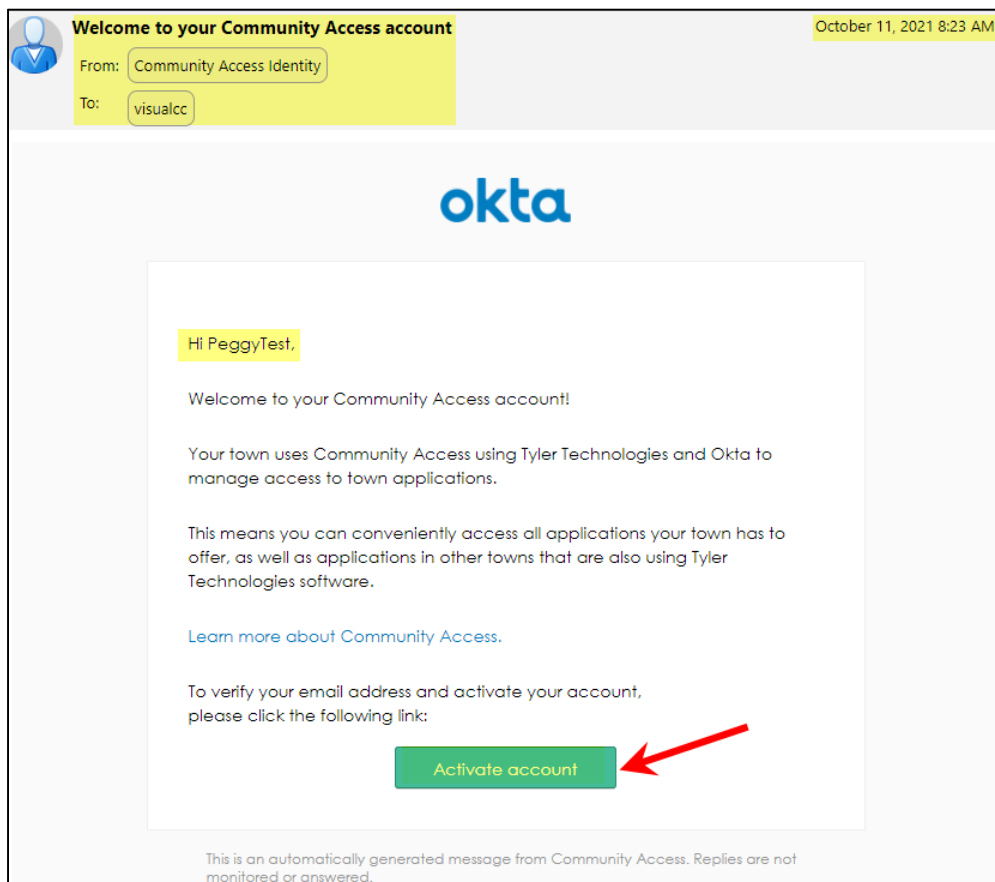 Welcome to your Community Access account
October 11, 2021 8:23 AM
From: Community Access Identity
To: visualcc
okta
Hi PeggyTest,
Welcome to your Community Access account!
Your town uses Community Access using Tyler Technologies and Okta to
manage access to town applications.
This means you can conveniently access all applications your town has to
offer, as well as applications in other towns that are also using Tyler
Technologies software.
Learn more about Community Access.
To verify your email address and activate your account,
please click the following link:
Activate account
This is an automatically generated message from Community Access. Replies are not
monitored or answered.